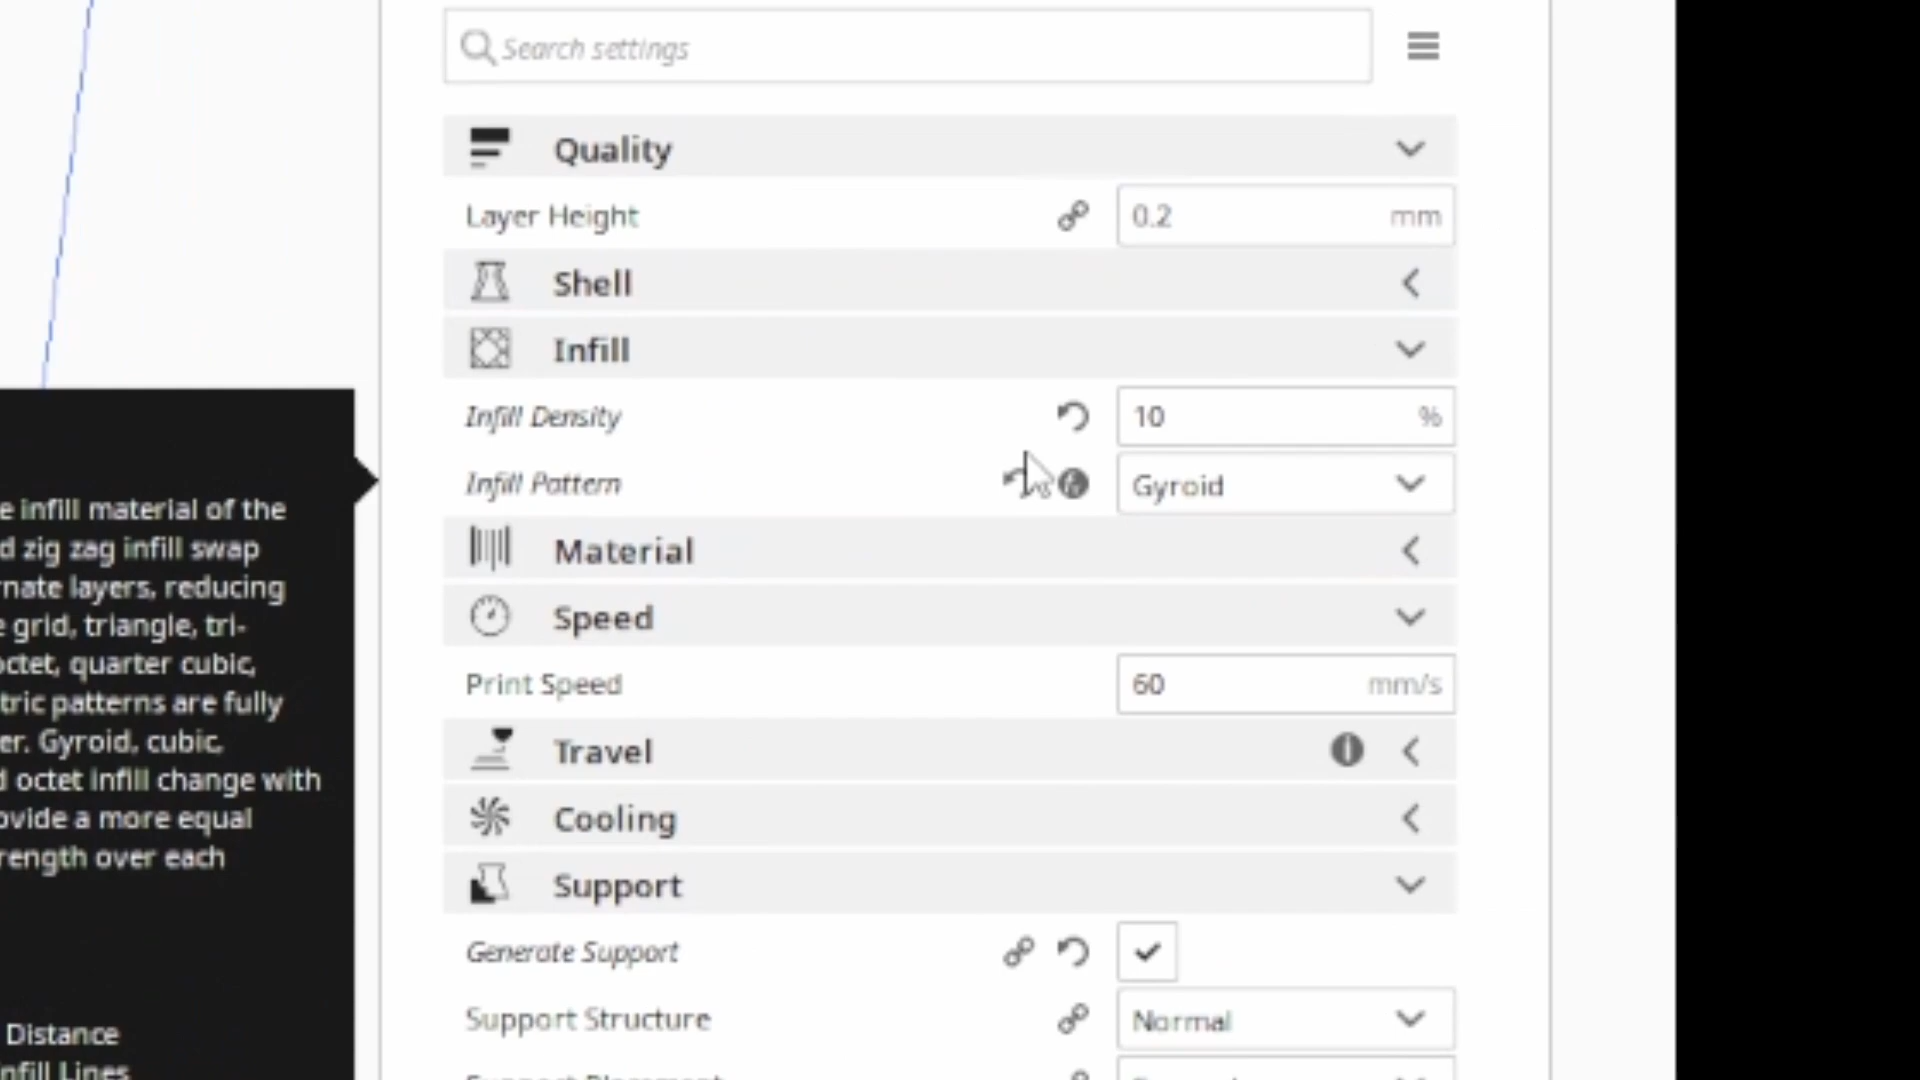 Search settings
Quality
Layer Height 0.2 mm
Shell
Infill
Infill Density 10 %
Infill Pattern Gyroid
Material
Speed
Print Speed 60 mm/s
Travel
Cooling
Support
Generate Support
Support Structure Normal
Support Placement
e infill material of the
d zig zag infill swap
rnate layers, reducing
e grid, triangle, tri-
octet, quarter cubic,
tric patterns are fully
er. Gyroid, cubic,
d octet infill change with
ovide a more equal
rength over each
Distance
nfill Lines